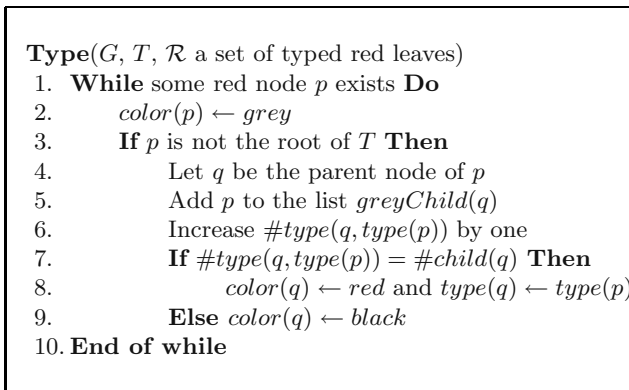 Type(G, T, R a set of typed red leaves)
1. While some red node p exists Do
2. color(p) ← grey
3. If p is not the root of T Then
4. Let q be the parent node of p
5. Add p to the list greyChild(q)
6. Increase #type(q, type(p)) by one
7. If #type(q, type(p)) = #child(q) Then
8. color(q) ← red and type(q) ← type(p)
9. Else color(q) ← black
10. End of while